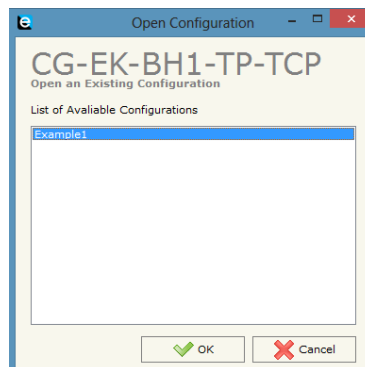 Open Configuration
CG-EK-BH1-TP-TCP
Open an Existing Configuration
List of Avaliable Configurations
Example1
OK
Cancel